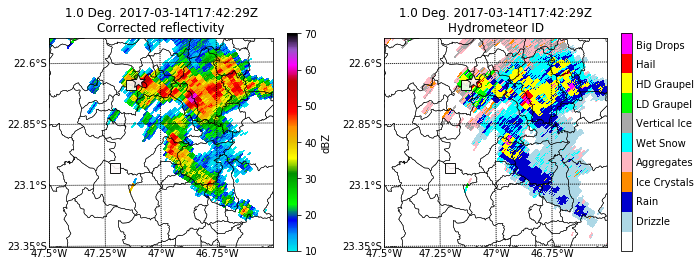 1.0 Deg. 2017-03-14T17:42:29Z
Corrected reflectivity
22.6°S
22.85°S
23.1°S
23.35°S
47.5°W
47.25°W
47°W
46.75°W
70
60
50
40
30
20
10
dBZ
1.0 Deg. 2017-03-14T17:42:29Z
Hydrometeor ID
22.6°S
22.85°S
23.1°S
23.35°S
47.5°W
47.25°W
47°W
46.75°W
Big Drops
Hail
HD Graupel
LD Graupel
Vertical Ice
Wet Snow
Aggregates
Ice Crystals
Rain
Drizzle